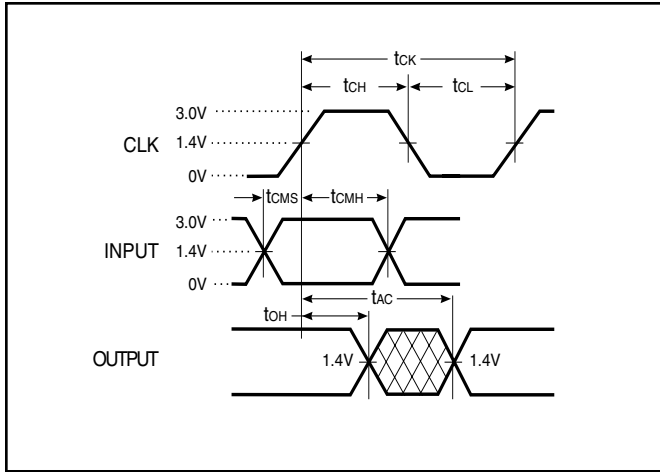 tCK
tCH tCL
3.0V
CLK 1.4V
0V
tCMS tCMH
3.0V
INPUT 1.4V
0V
tAC
tOH
OUTPUT 1.4V 1.4V